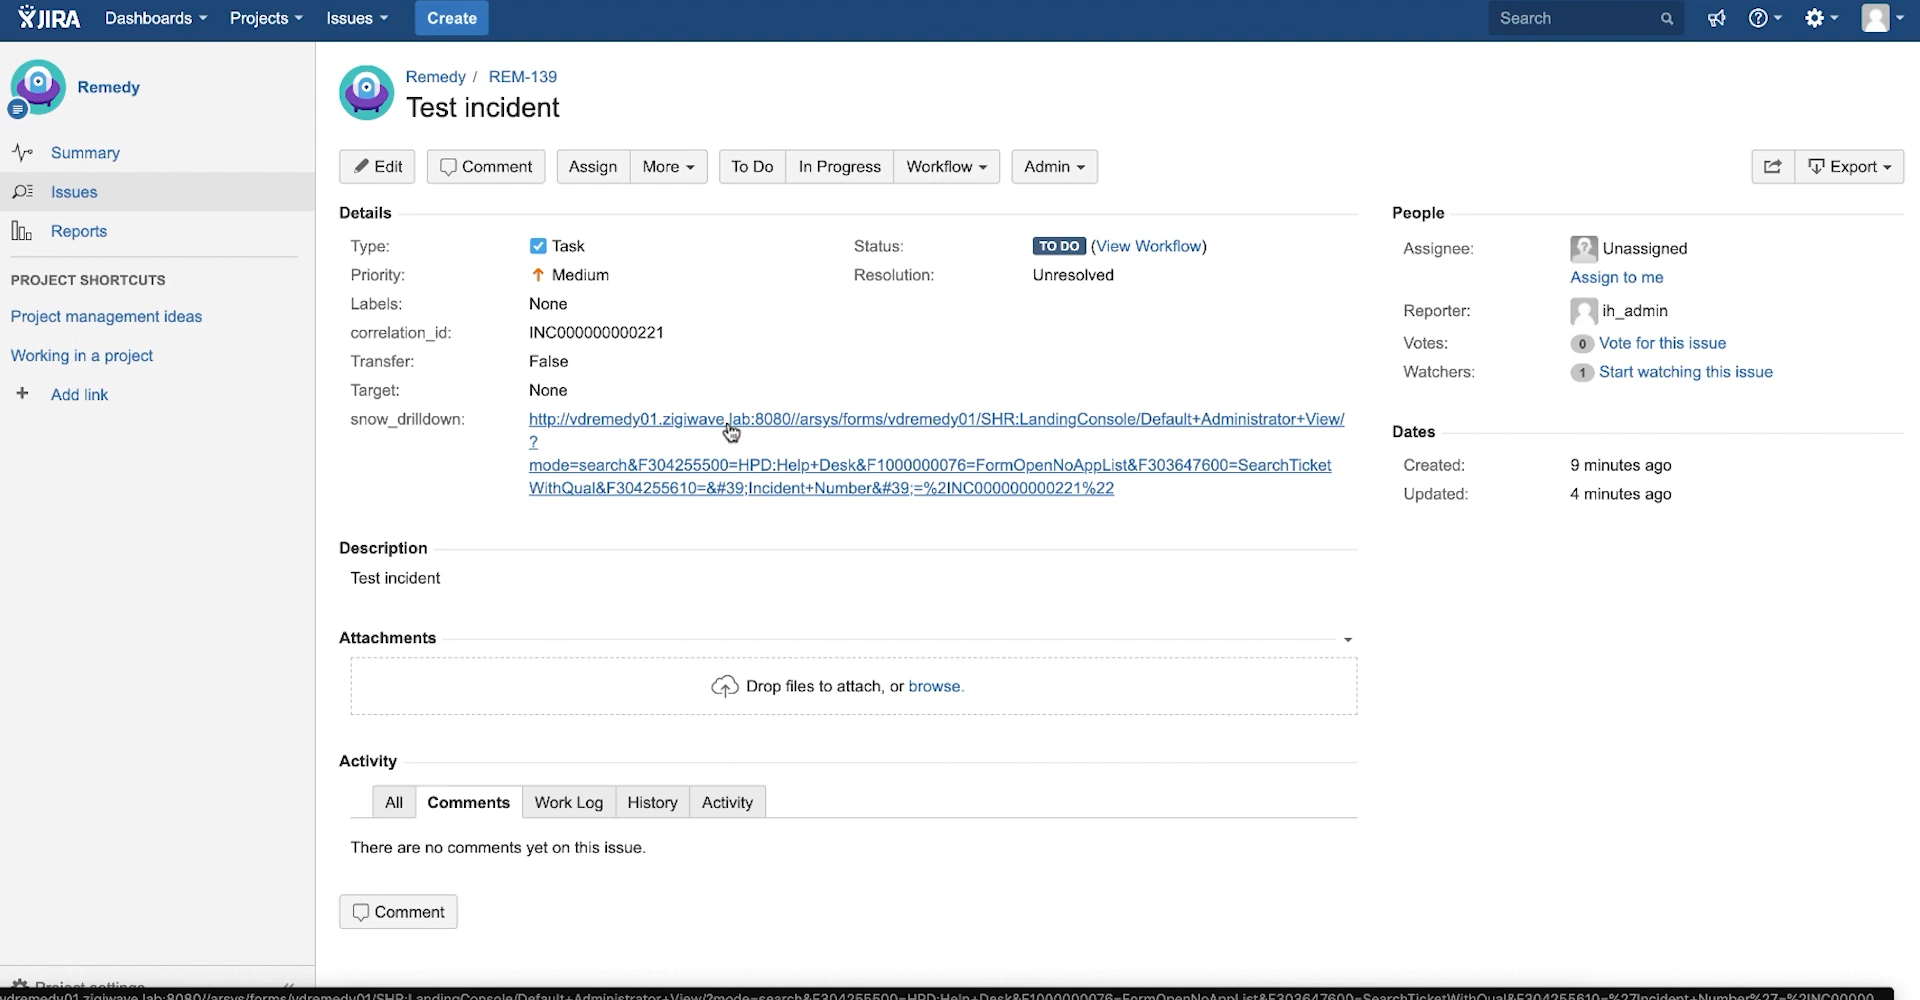 JIRA Dashboards Projects Issues Create Search
Remedy
Summary
Issues
Reports
PROJECT SHORTCUTS
Project management ideas
Working in a project
+ Add link
Remedy / REM-139
Test incident
Edit Comment Assign More To Do In Progress Workflow Admin Export
Details
Type: Task Status: TO DO (View Workflow)
Priority: Medium Resolution: Unresolved
Labels: None
correlation_id: INC000000000221
Transfer: False
Target: None
snow_drilldown: http://vdremedy01.zigiwave.lab:8080//arsys/forms/vdremedy01/SHR:LandingConsole/Default+Administrator+View/
?
mode=search&F304255500=HPD:Help+Desk&F1000000076=FormOpenNoAppList&F303647600=SearchTicket
WithQual&F304255610=&#39;Incident+Number&#39;=%2INC000000000221%22
Description
Test incident
Attachments
Drop files to attach, or browse.
Activity
All Comments Work Log History Activity
There are no comments yet on this issue.
Comment
People
Assignee: Unassigned
Assign to me
Reporter: ih_admin
Votes: 0 Vote for this issue
Watchers: 1 Start watching this issue
Dates
Created: 9 minutes ago
Updated: 4 minutes ago
Project settings